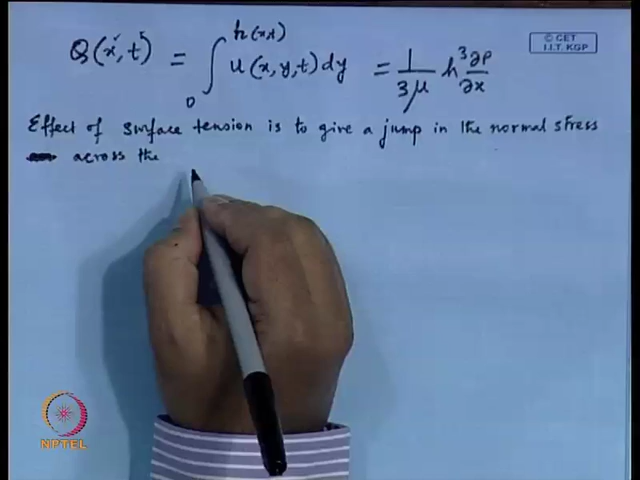 Q(x,t) = ∫₀^h(x,t) u(x,y,t) dy = 1/3μ h³ ∂p/∂x
© CET
I.I.T. KGP
Effect of surface tension is to give a jump in the normal stress
across the
NPTEL